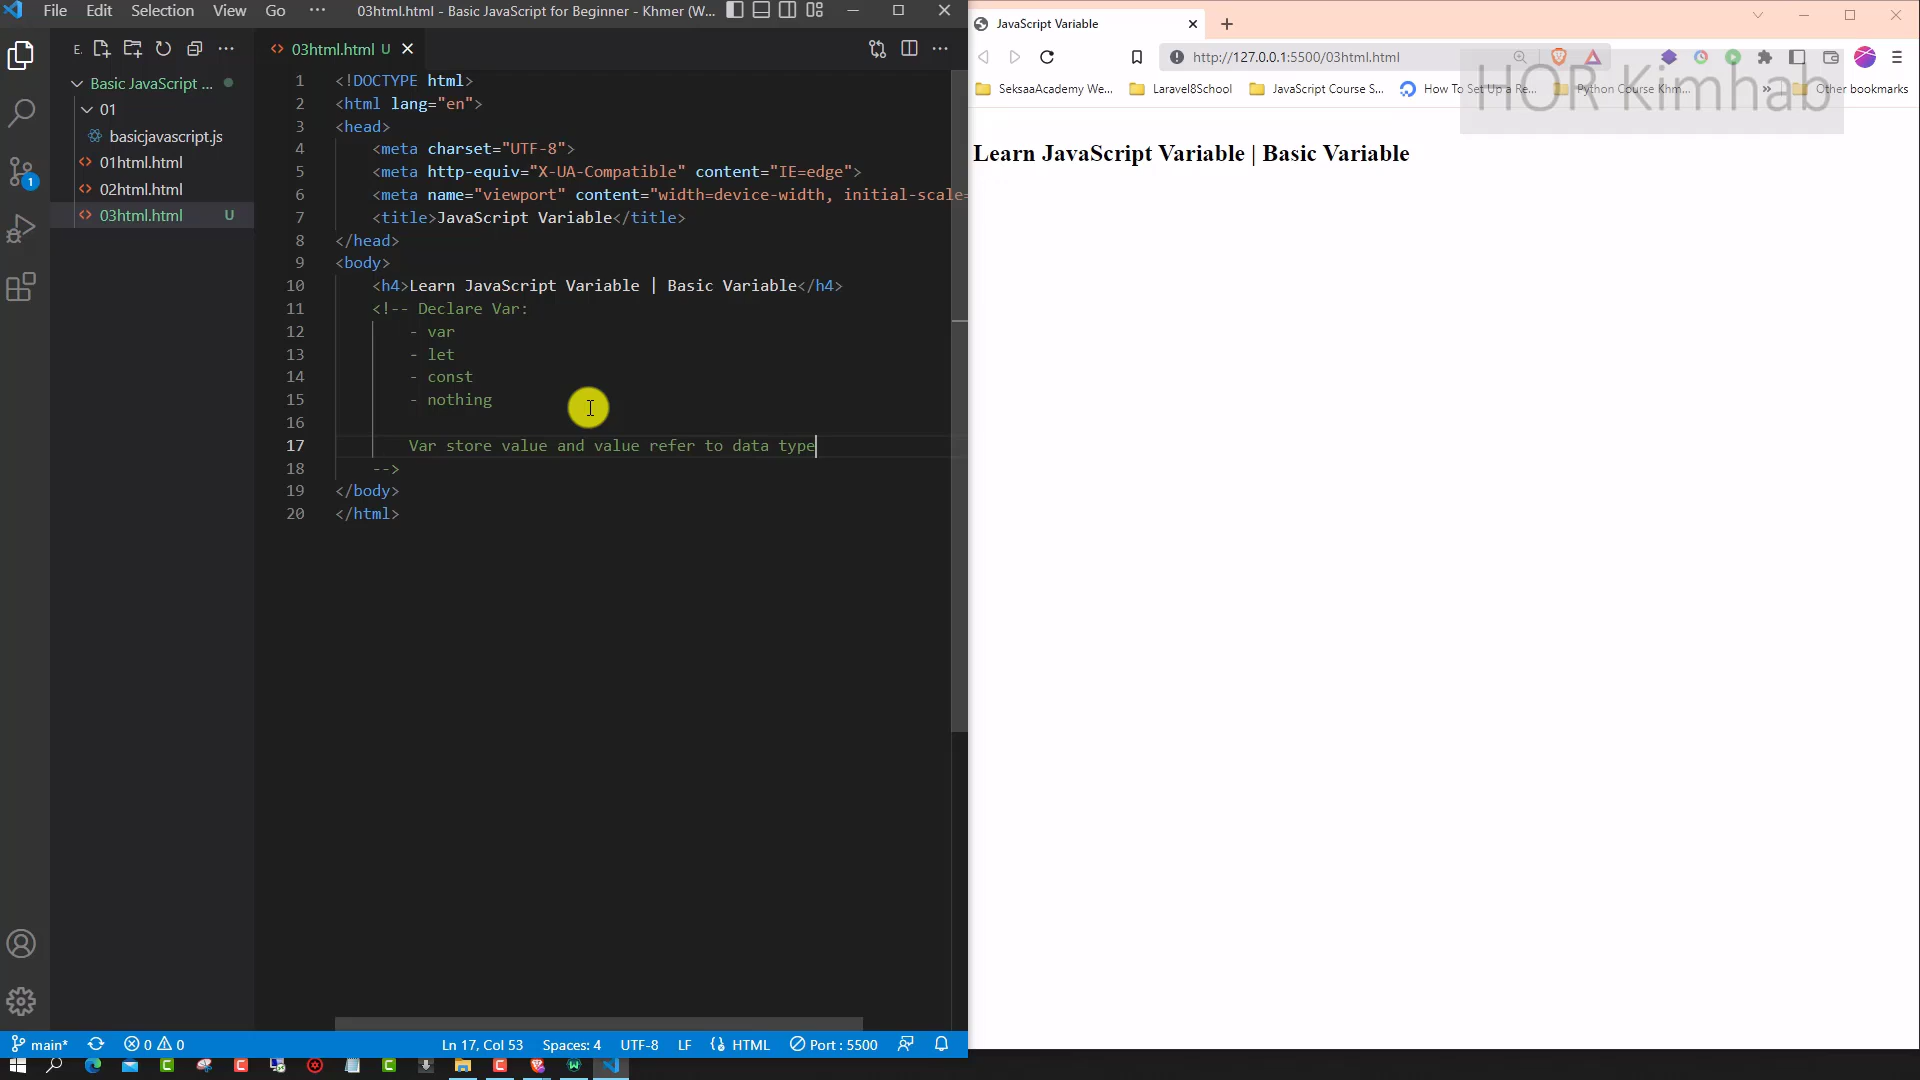 File Edit Selection View Go ··· 03html.html - Basic JavaScript for Beginner - Khmer (W...
E.
03html.html U
Basic JavaScript ...
01
basicjavascript.js
01html.html
02html.html
03html.html U
1
1 <!DOCTYPE html>
2 <html lang="en">
3 <head>
4 <meta charset="UTF-8">
5 <meta http-equiv="X-UA-Compatible" content="IE=edge">
6 <meta name="viewport" content="width=device-width, initial-scale=
7 <title>JavaScript Variable</title>
8 </head>
9 <body>
10 <h4>Learn JavaScript Variable | Basic Variable</h4>
11 <!-- Declare Var:
12 - var
13 - let
14 - const
15 - nothing
16
17 Var store value and value refer to data type
18 -->
19 </body>
20 </html>
main* 0 0 Ln 17, Col 53 Spaces: 4 UTF-8 LF HTML Port : 5500
JavaScript Variable
http://127.0.0.1:5500/03html.html
SeksaaAcademy We... Laravel8School JavaScript Course S... How To Set Up a Re... Python Course Khm... » Other bookmarks
HOR Kimhab
Learn JavaScript Variable | Basic Variable